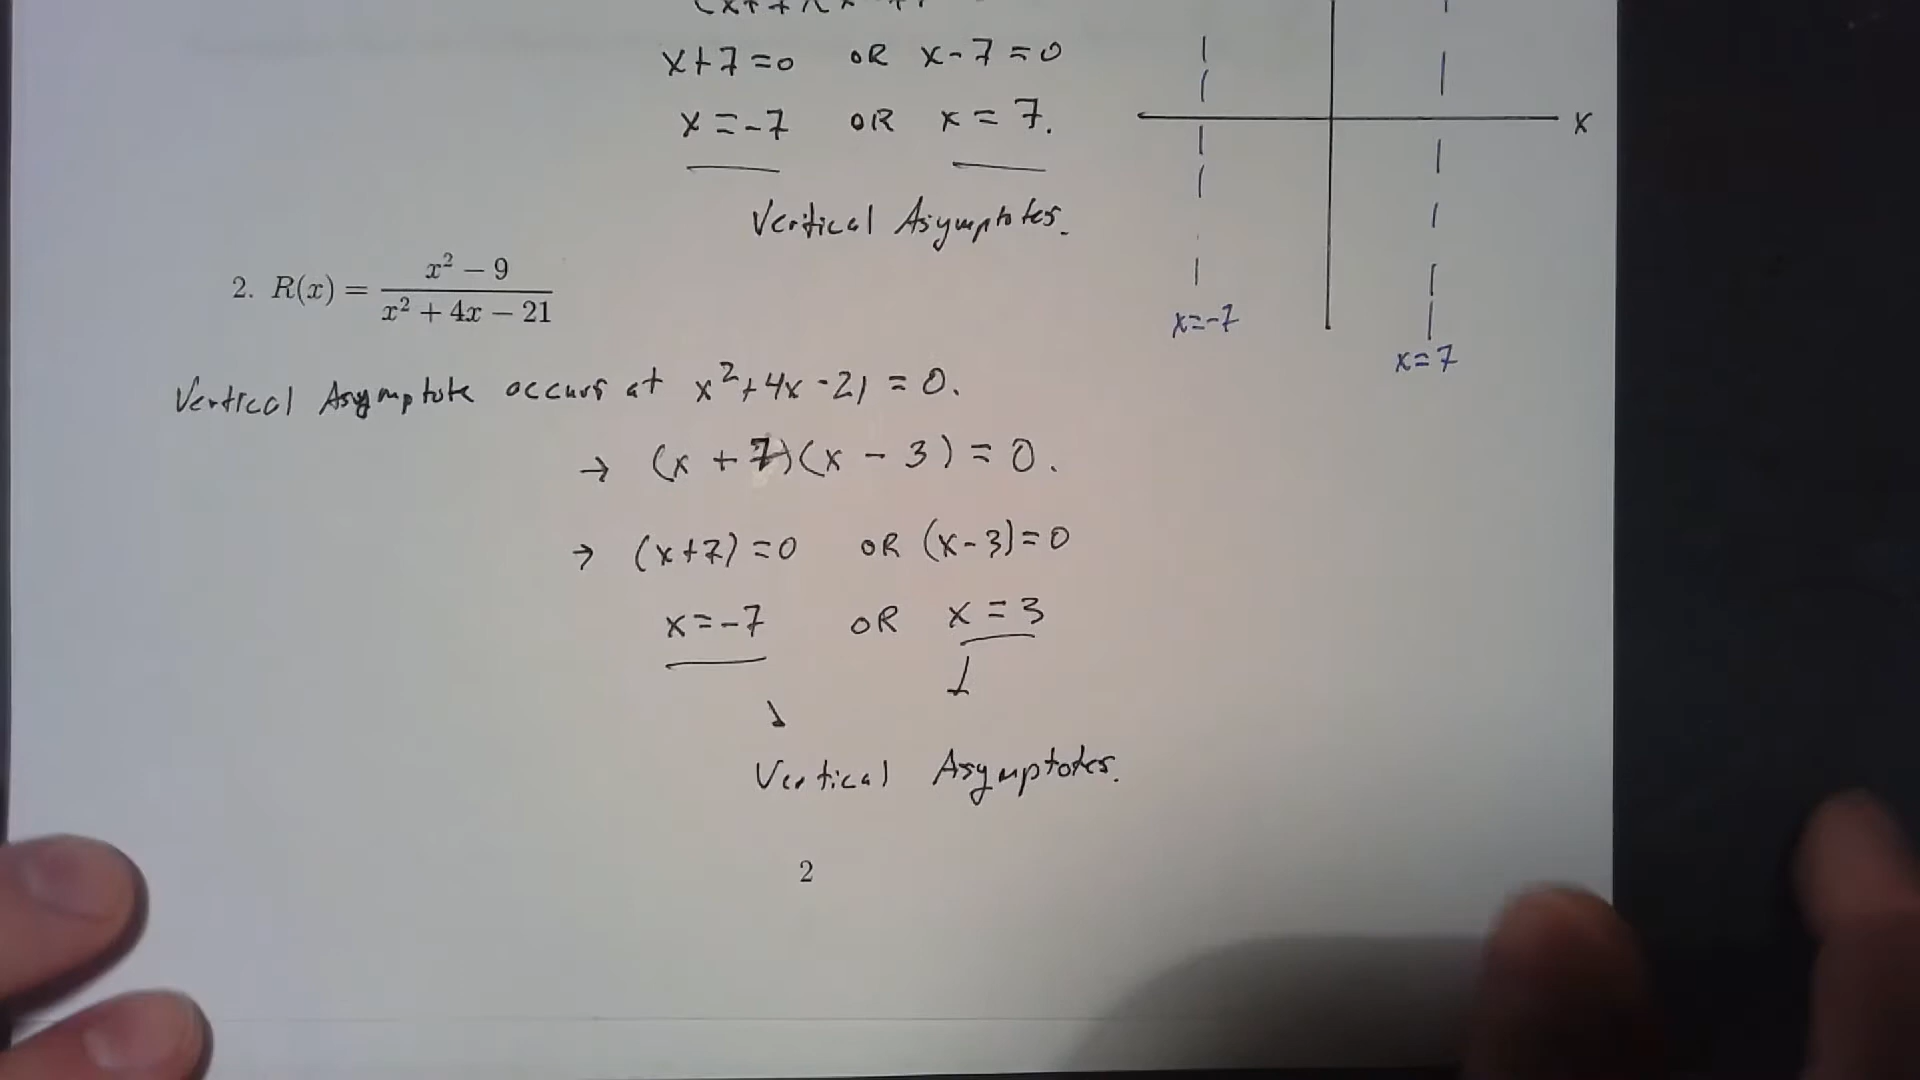 x+7=0 OR x-7=0
x=-7 OR x=7.
Vertical Asymptotes.
x
x=-7
x=7
2. R(x) = (x² − 9)/(x² + 4x − 21)
Vertical Asymptote occurs at x²+4x-21=0.
→ (x+7)(x-3)=0.
→ (x+7)=0 OR (x-3)=0
x=-7 OR x=3
Vertical Asymptotes.
2